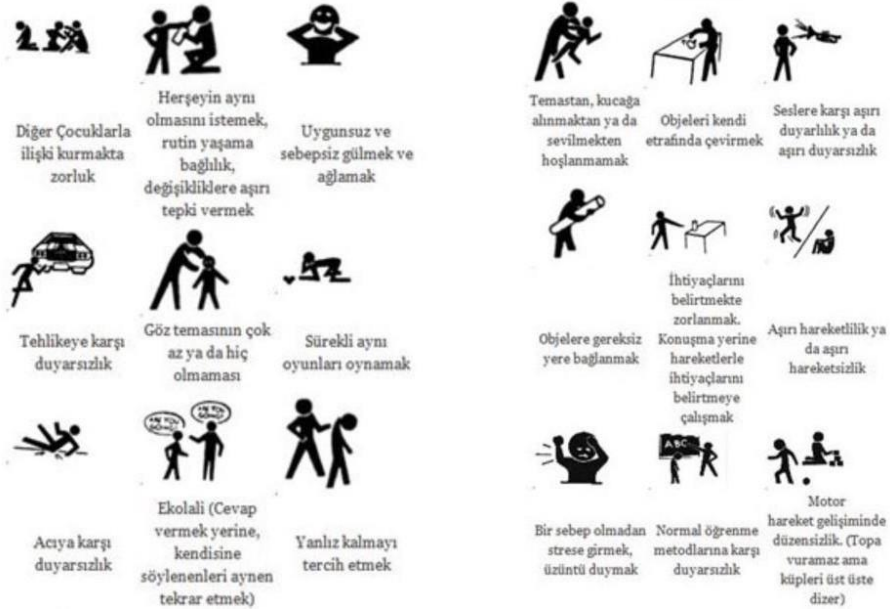 Diğer Çocuklarla
ilişki kurmakta
zorluk
Herşeyin aynı
olmasını istemek,
rutin yaşama
bağlılık,
değişikliklere aşırı
tepki vermek
Uygunsuz ve
sebepsiz gülmek ve
ağlamak
Tehlikeye karşı
duyarsızlık
Göz temasının çok
az ya da hiç
olmaması
Sürekli aynı
oyunları oynamak
Acıya karşı
duyarsızlık
Ekolali (Cevap
vermek yerine,
kendisine
söylenenleri aynen
tekrar etmek)
Yanlız kalmayı
tercih etmek
Temastan, kucağa
alınmaktan ya da
sevilmekten
hoşlanmamak
Objeleri kendi
etrafında çevirmek
Seslere karşı aşırı
duyarlılık ya da
aşırı duyarsızlık
Objelere gereksiz
yere bağlanmak
İhtiyaçlarını
belirtmekte
zorlanmak.
Konuşma yerine
hareketlerle
ihtiyaçlarını
belirtmeye
çalışmak
Aşırı hareketlilik ya
da aşırı
hareketsizlik
Bir sebep olmadan
strese girmek,
üzüntü duymak
ABC
Normal öğrenme
metodlarına karşı
duyarsızlık
Motor
hareket gelişiminde
düzensizlik. (Topa
vuramaz ama
küpleri üst üste
dizer)